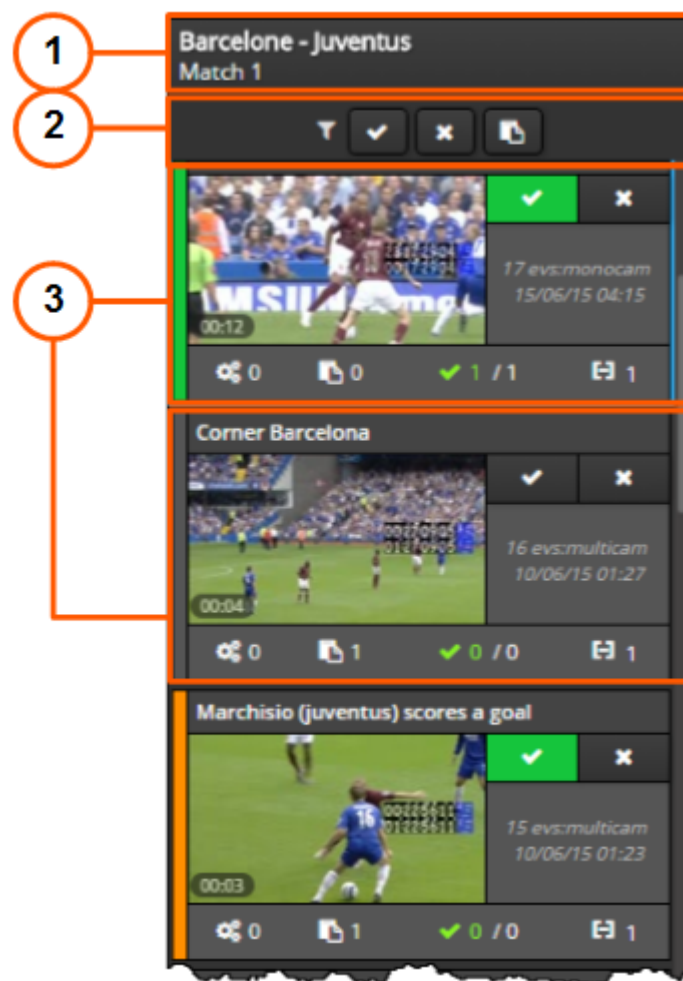 1
Barcelone - Juventus
Match 1
2
3
17 evs:monocam
15/06/15 04:15
00:12
0
0
1 / 1
1
Corner Barcelona
16 evs:multicam
10/06/15 01:27
00:04
0
1
0 / 0
1
Marchisio (juventus) scores a goal
16
15 evs:multicam
10/06/15 01:23
00:03
0
1
0 / 0
1